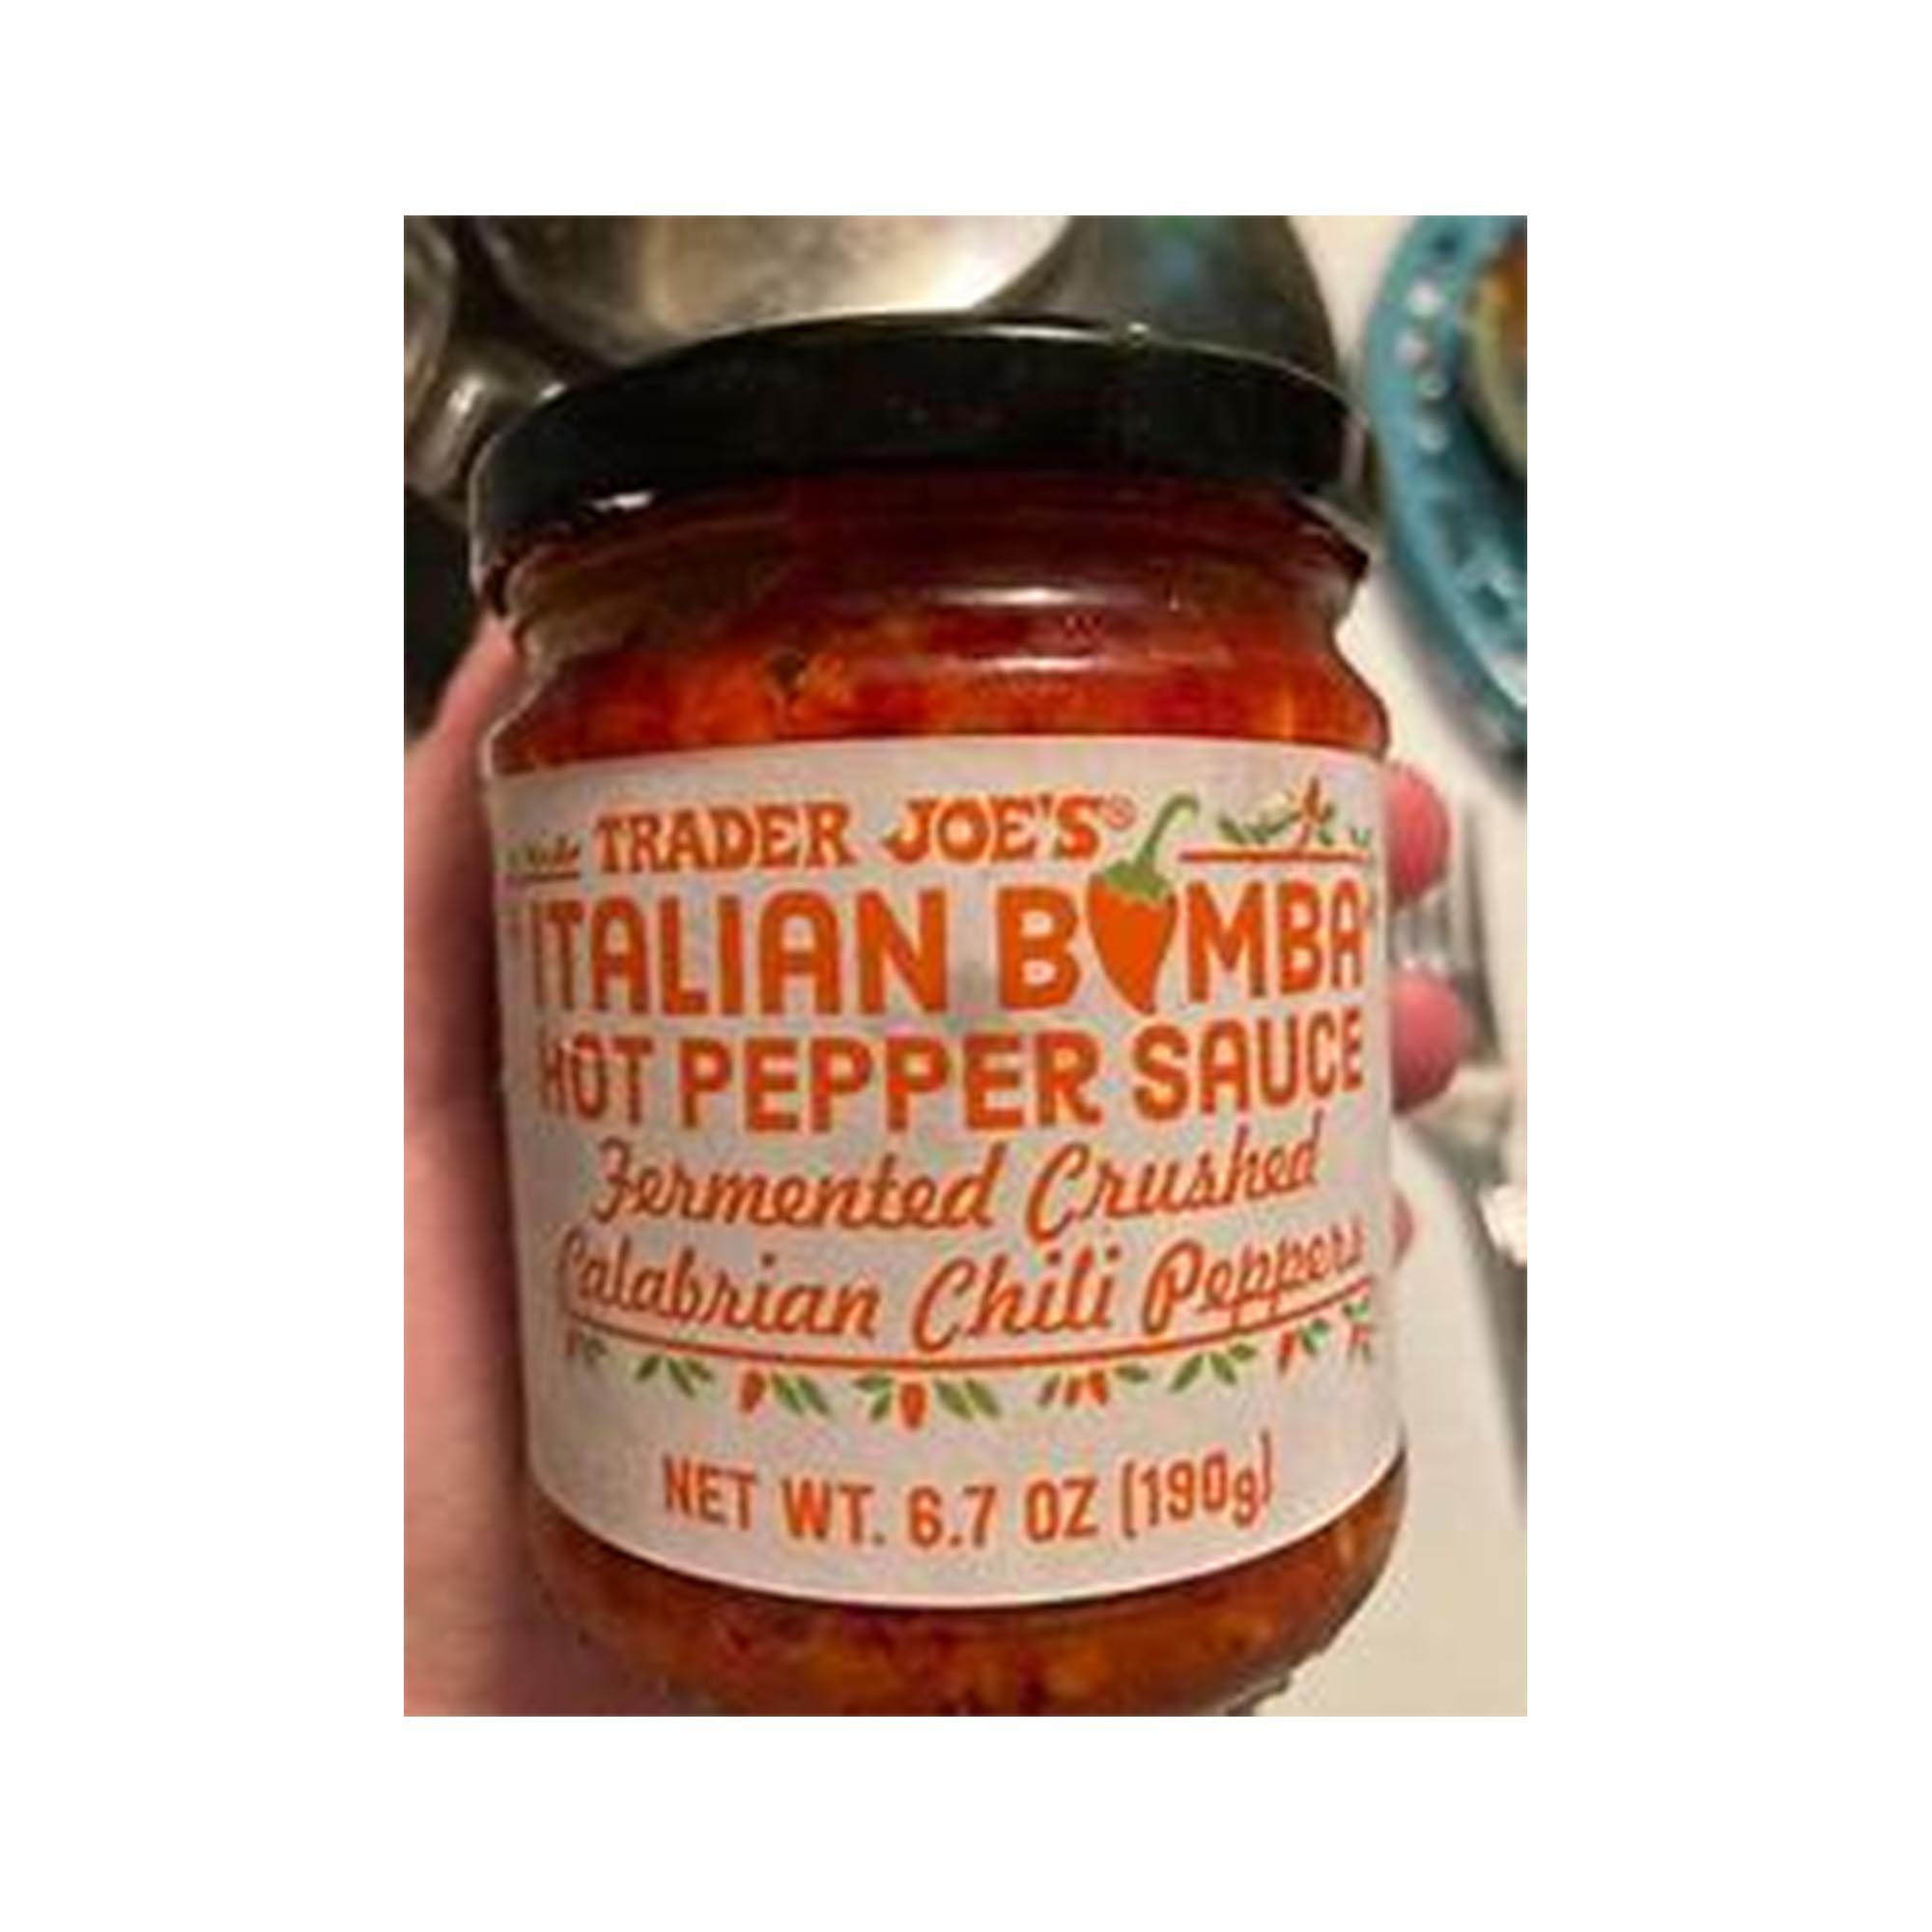 TRADER JOE'S®
ITALIAN BOMBA
HOT PEPPER SAUCE
Fermented Crushed
Calabrian Chili Peppers
NET WT. 6.7 OZ (190g)